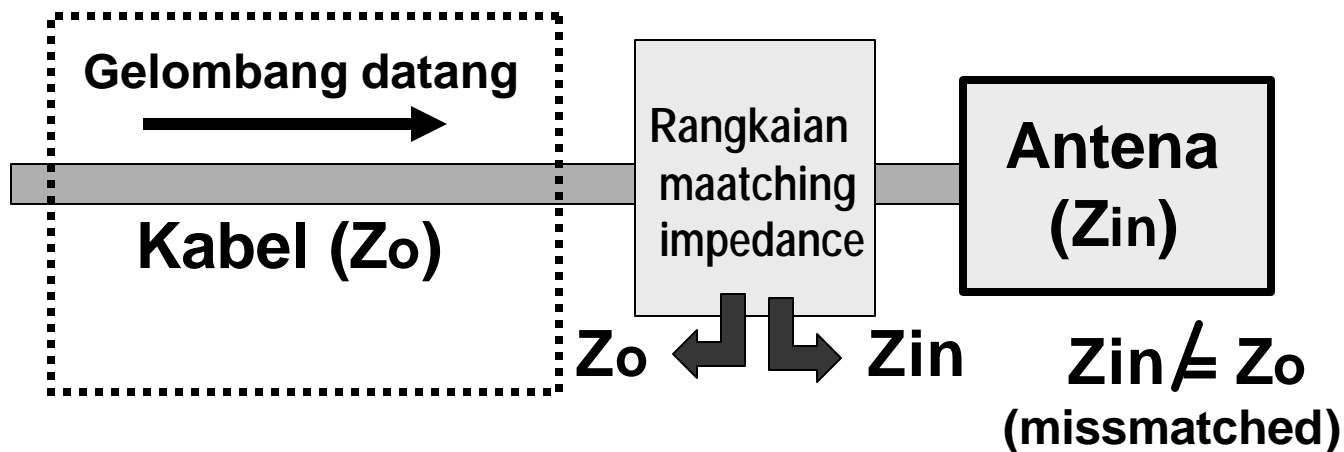 Gelombang datang
Kabel (Zo)
Rangkaian
maatching
impedance
Antena
(Zin)
Zo
Zin
Zin ≠ Zo
(missmatched)